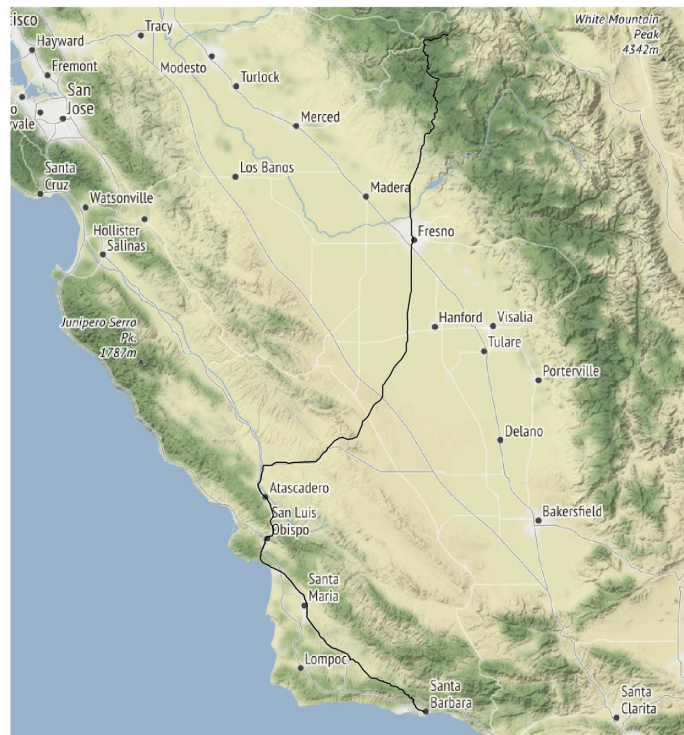 cisco
Tracy
White Mountain
Peak
4342m
Hayward
Fremont
Modesto
Turlock
San
Jose
o
yvale
Merced
Los Banos
Santa
Cruz
Watsonville
Madera
Hollister
Salinas
Fresno
Junipero Serra
Pk.
1787m
Hanford
Visalia
Tulare
Porterville
Delano
Atascadero
San Luis
Obispo
Bakersfield
Santa
Maria
Lompoc
Santa
Barbara
Santa
Clarita